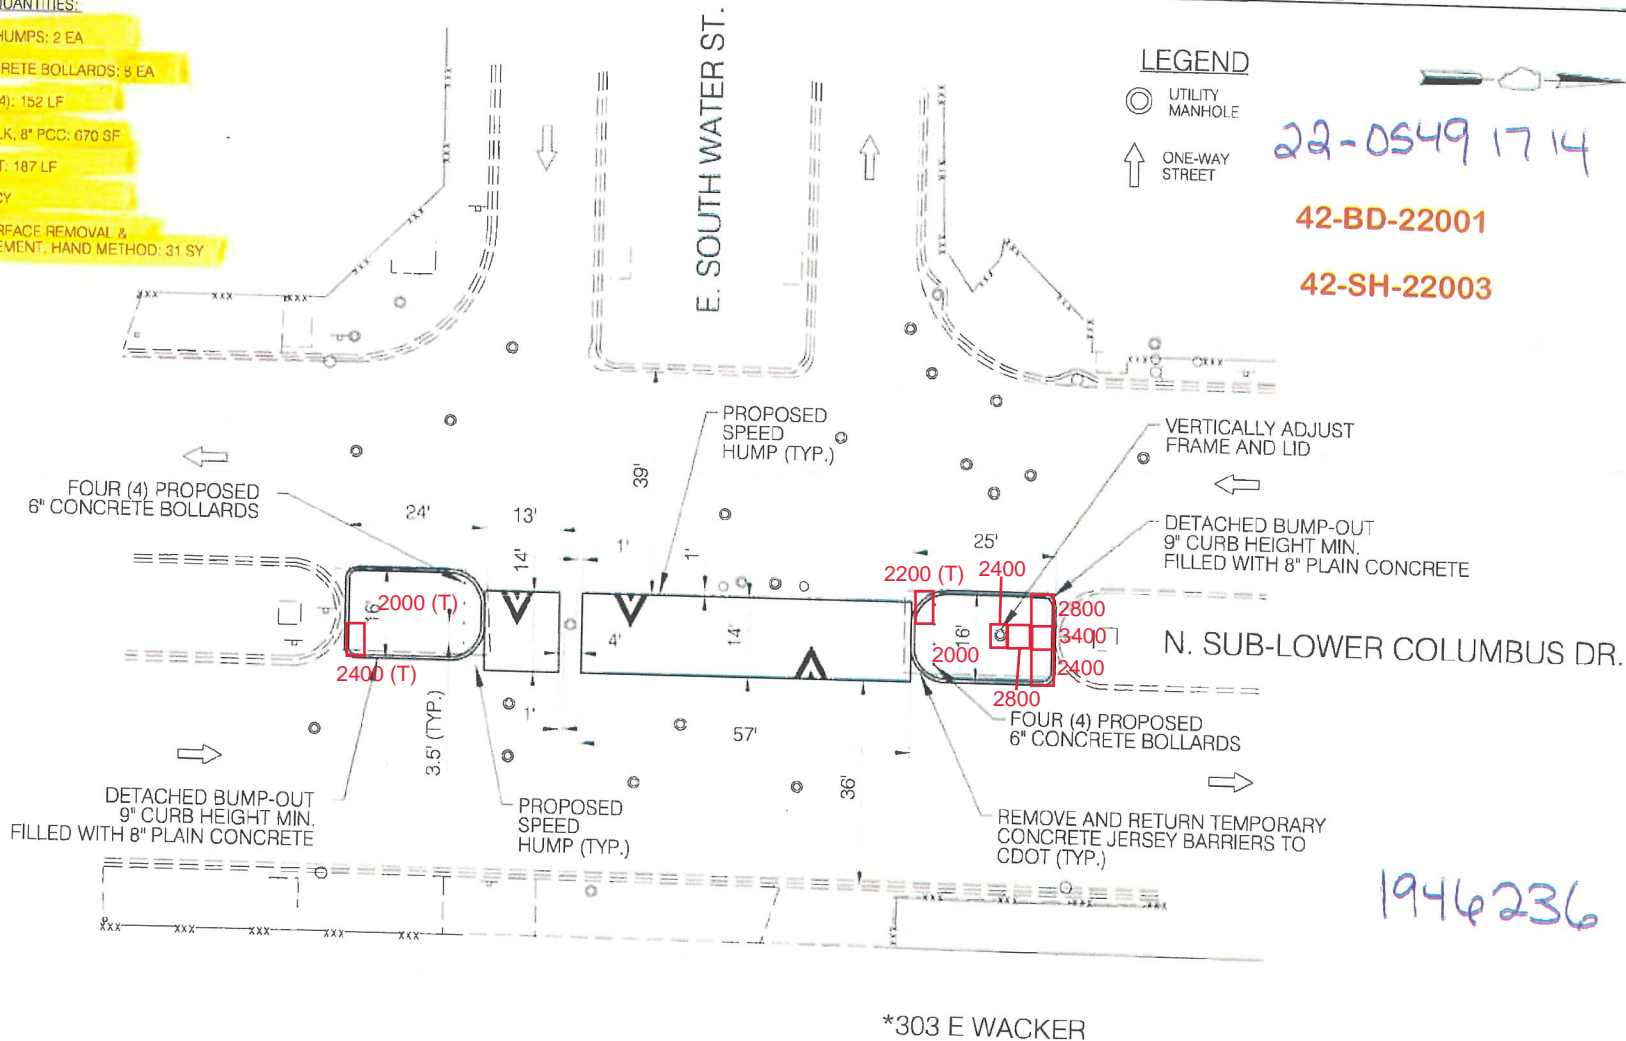 QUANTITIES:
HUMPS: 2 EA
RETE BOLLARDS: 8 EA
4): 152 LF
LK, 8" PCC: 670 SF
T: 187 LF
CY
RFACE REMOVAL &
EMENT, HAND METHOD: 31 SY
E. SOUTH WATER ST.
LEGEND
UTILITY
MANHOLE
ONE-WAY
STREET
22-0549 1714
42-BD-22001
42-SH-22003
PROPOSED
SPEED
HUMP (TYP.)
VERTICALLY ADJUST
FRAME AND LID
FOUR (4) PROPOSED
6" CONCRETE BOLLARDS
24'
13'
14'
1'
39'
1'
25'
DETACHED BUMP-OUT
9" CURB HEIGHT MIN.
FILLED WITH 8" PLAIN CONCRETE
2200 (T)
2400
2000 (T)
16'
2400 (T)
4'
14'
16'
2000
2800
3400
2400
2800
N. SUB-LOWER COLUMBUS DR.
3.5' (TYP.)
1'
57'
36'
FOUR (4) PROPOSED
6" CONCRETE BOLLARDS
DETACHED BUMP-OUT
9" CURB HEIGHT MIN.
FILLED WITH 8" PLAIN CONCRETE
PROPOSED
SPEED
HUMP (TYP.)
REMOVE AND RETURN TEMPORARY
CONCRETE JERSEY BARRIERS TO
CDOT (TYP.)
1946236
*303 E WACKER